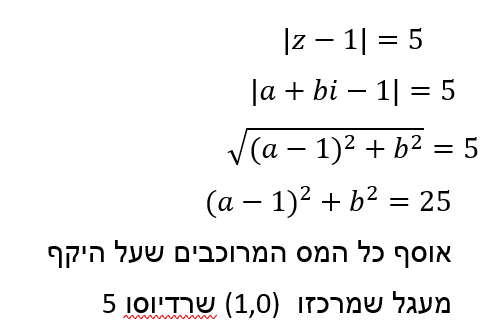 |z − 1| = 5
|a + bi − 1| = 5
√(a − 1)² + b² = 5
(a − 1)² + b² = 25
אוסף כל המס המרוכבים שעל היקף
מעגל שמרכזו (1,0) שרדיוסו 5